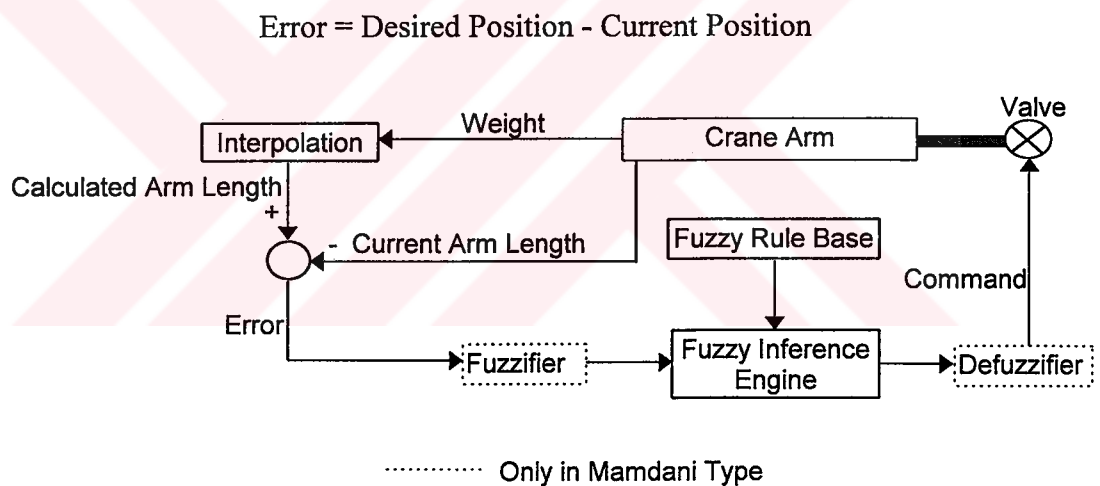 Error = Desired Position - Current Position
Valve
Weight
Interpolation
Crane Arm
Calculated Arm Length
+
- Current Arm Length
Fuzzy Rule Base
Command
Error
Fuzzifier
Fuzzy Inference
Engine
Defuzzifier
Only in Mamdani Type